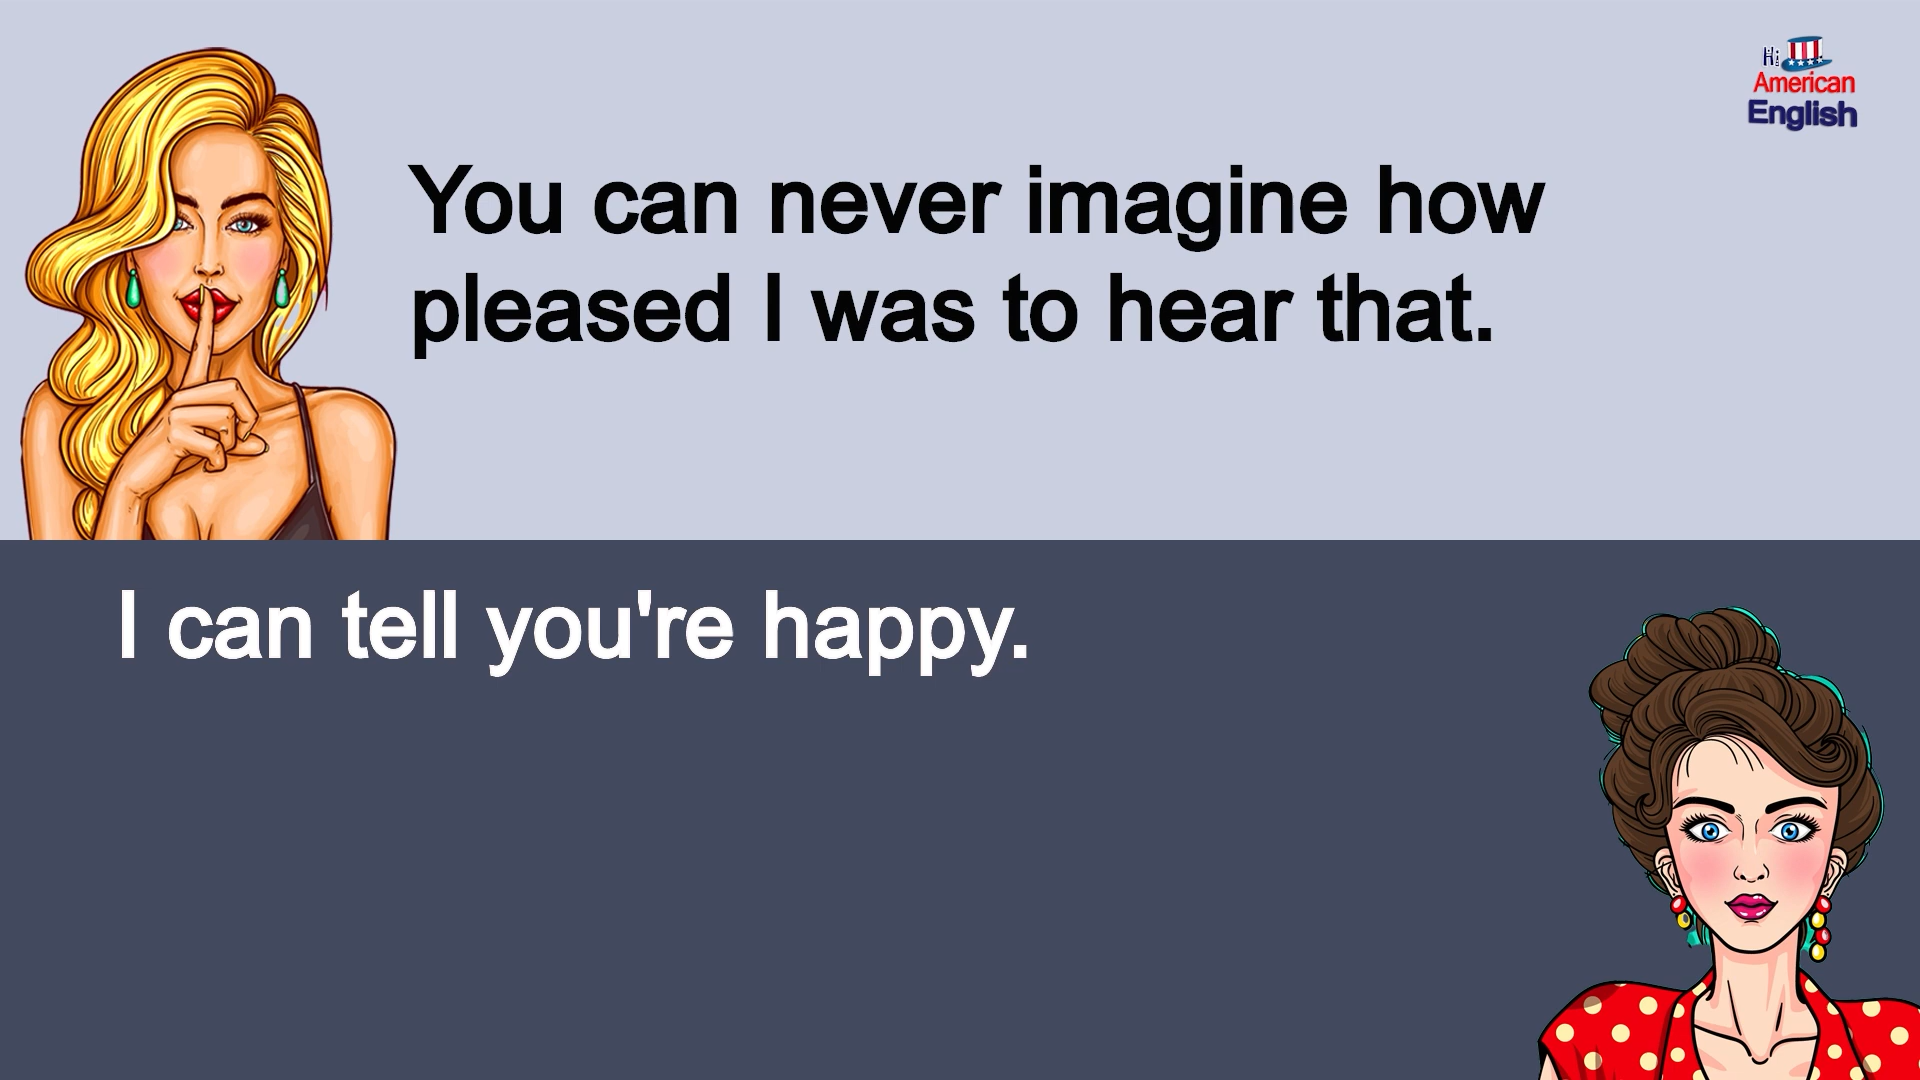 Hi
American
English
You can never imagine how
pleased I was to hear that.
I can tell you're happy.